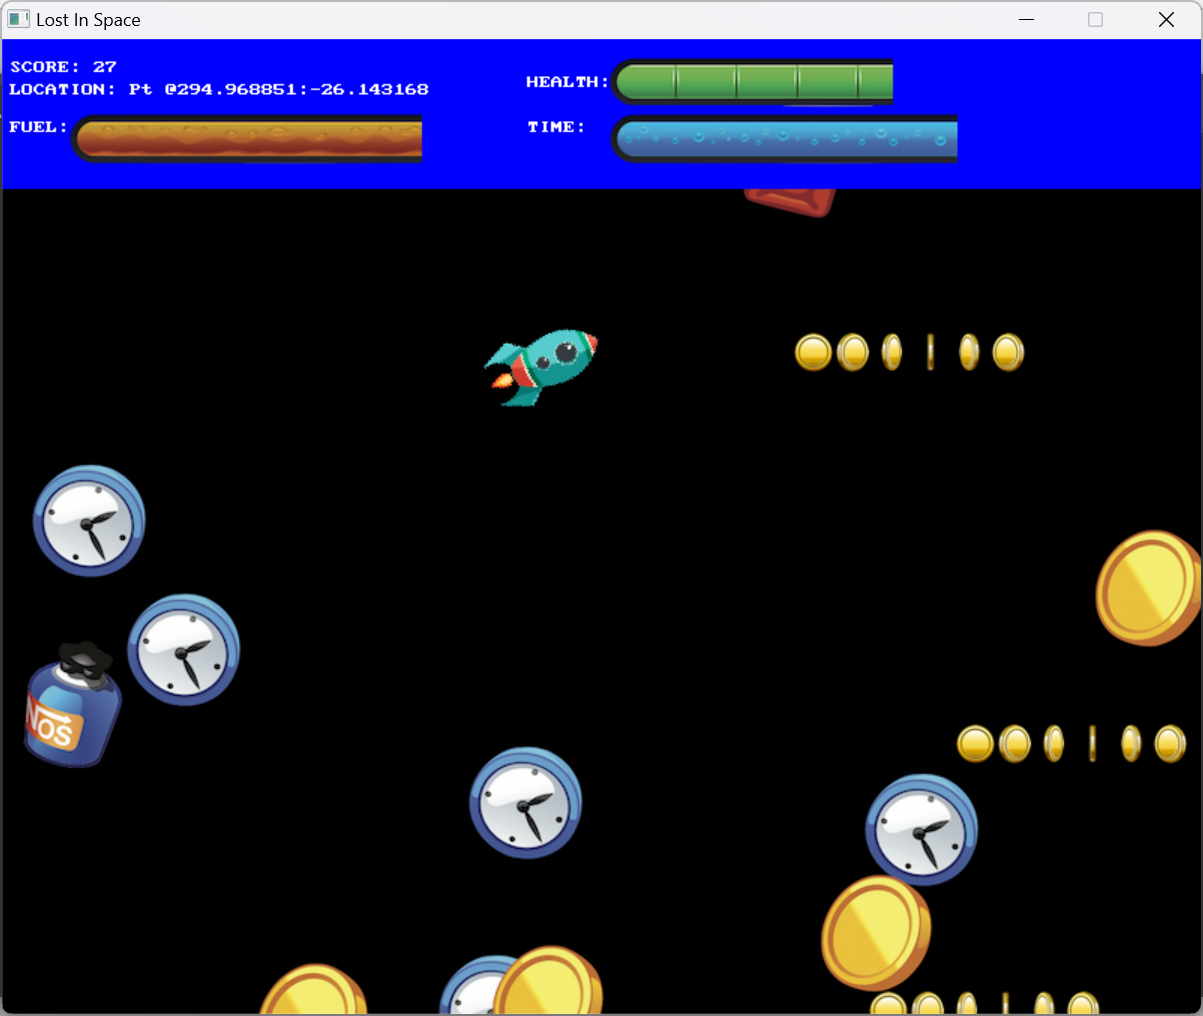 Lost In Space
SCORE: 27
LOCATION: Pt @294.968851:-26.143168
HEALTH:
FUEL:
TIME:
NOS